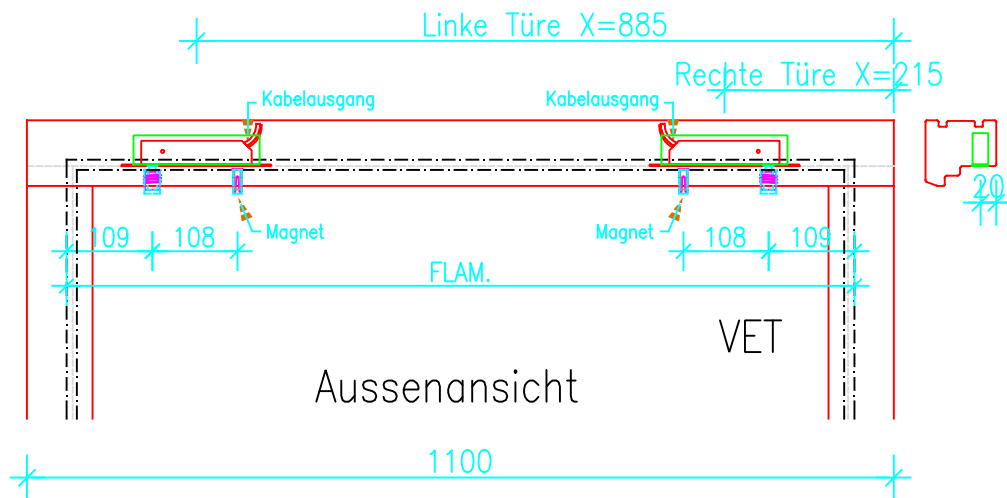 Linke Türe X=885
Rechte Türe X=215
Kabelausgang
Kabelausgang
20
109 108
Magnet
Magnet
108 109
FLAM.
VET
Aussenansicht
1100